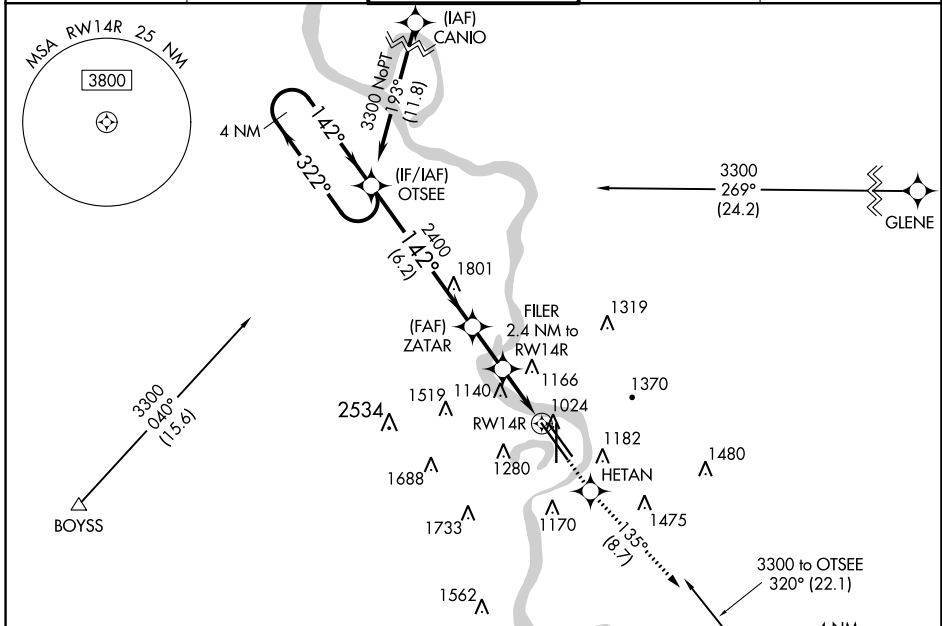 MSA RW14R 25 NM
3800
(IAF)
CANIO
3300 NoPT
193°
(11.8)
4 NM
142°
322°
(IF/IAF)
OTSEE
3300
269°
(24.2)
GLENE
2400
142°
(6.2)
1801
(FAF)
ZATAR
FILER
2.4 NM to
RW14R
1319
3300
040°
(15.6)
BOYSS
1166
1140
1519
1370
2534
RW14R
1024
1182
1280
1688
1480
HETAN
1733
1170
1475
135°
(8.7)
3300 to OTSEE
320° (22.1)
1562
4 NM